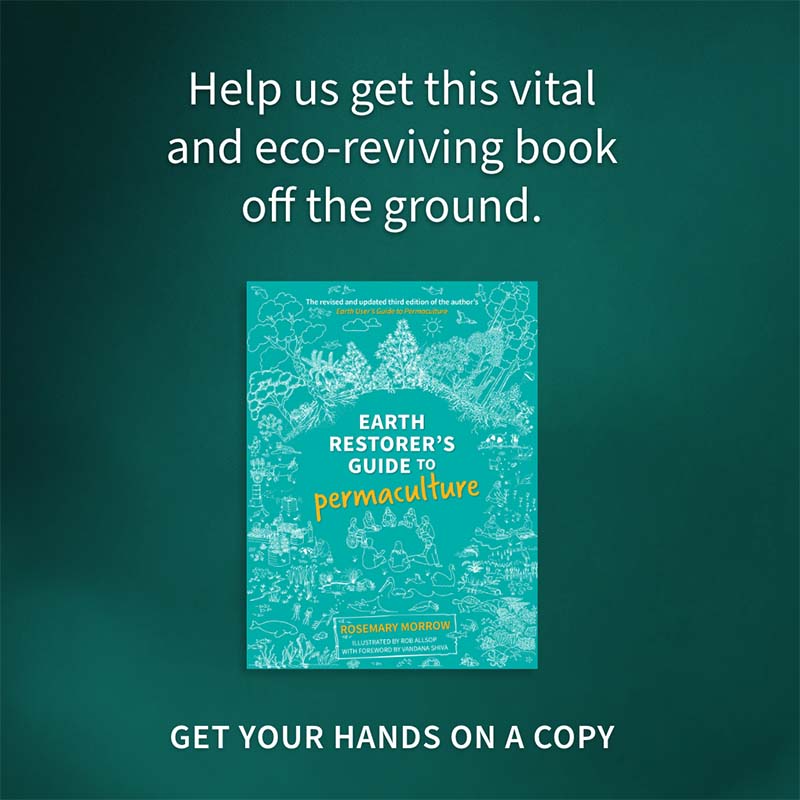 Help us get this vital
and eco-reviving book
off the ground.
The revised and updated third edition of the author's
Earth User's Guide to Permaculture
EARTH
RESTORER'S
GUIDE TO
permaculture
ROSEMARY MORROW
ILLUSTRATED BY ROB ALLSOP
WITH FOREWORD BY VANDANA SHIVA
GET YOUR HANDS ON A COPY